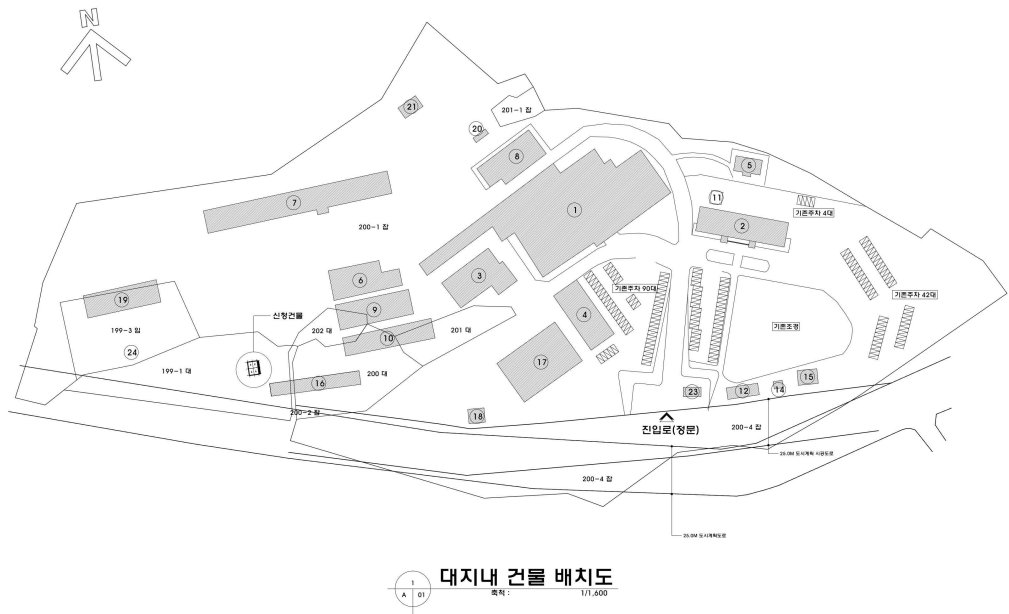 N
21
20
201-1 잡
8
5
11
1
기존주차 4대
2
7
200-1 잡
3
6
기존주차 90대
기존주차 42대
19
9
신청건물
4
199-3 임
202 대
10
201 대
기존조경
24
199-1 대
17
16
200 대
15
14
23
12
200-2 잡
18
진입로(정문)
200-4 잡
25.0M 도시계획 시공도로
200-4 잡
25.0M 도시계획도로
1
A 01
대지내 건물 배치도
축척 : 1/1,600